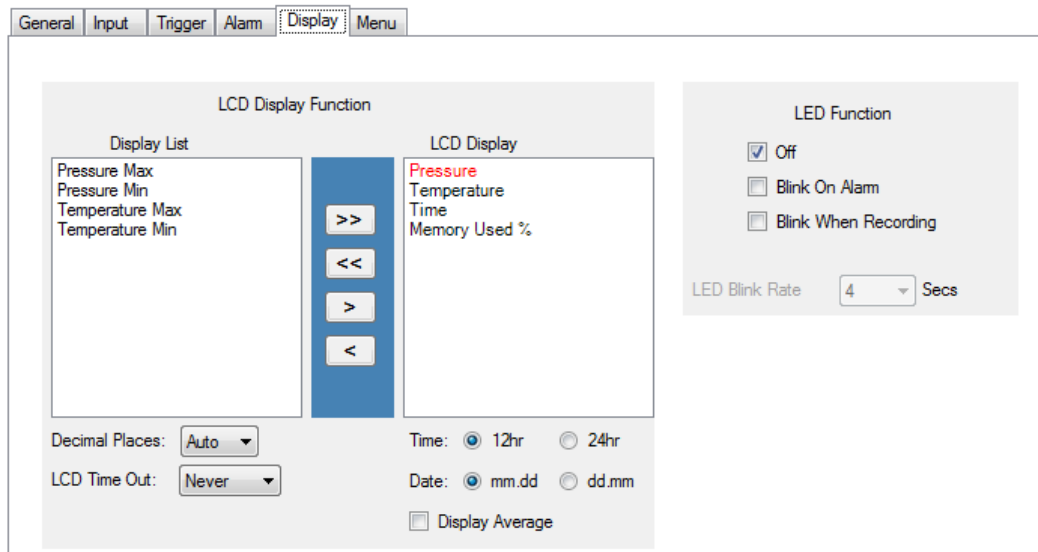 General Input Trigger Alarm Display Menu
LCD Display Function
Display List
Pressure Max
Pressure Min
Temperature Max
Temperature Min
>>
<<
>
<
LCD Display
Pressure
Temperature
Time
Memory Used %
Decimal Places: Auto
LCD Time Out: Never
Time: 12hr 24hr
Date: mm.dd dd.mm
Display Average
LED Function
Off
Blink On Alarm
Blink When Recording
LED Blink Rate 4 Secs